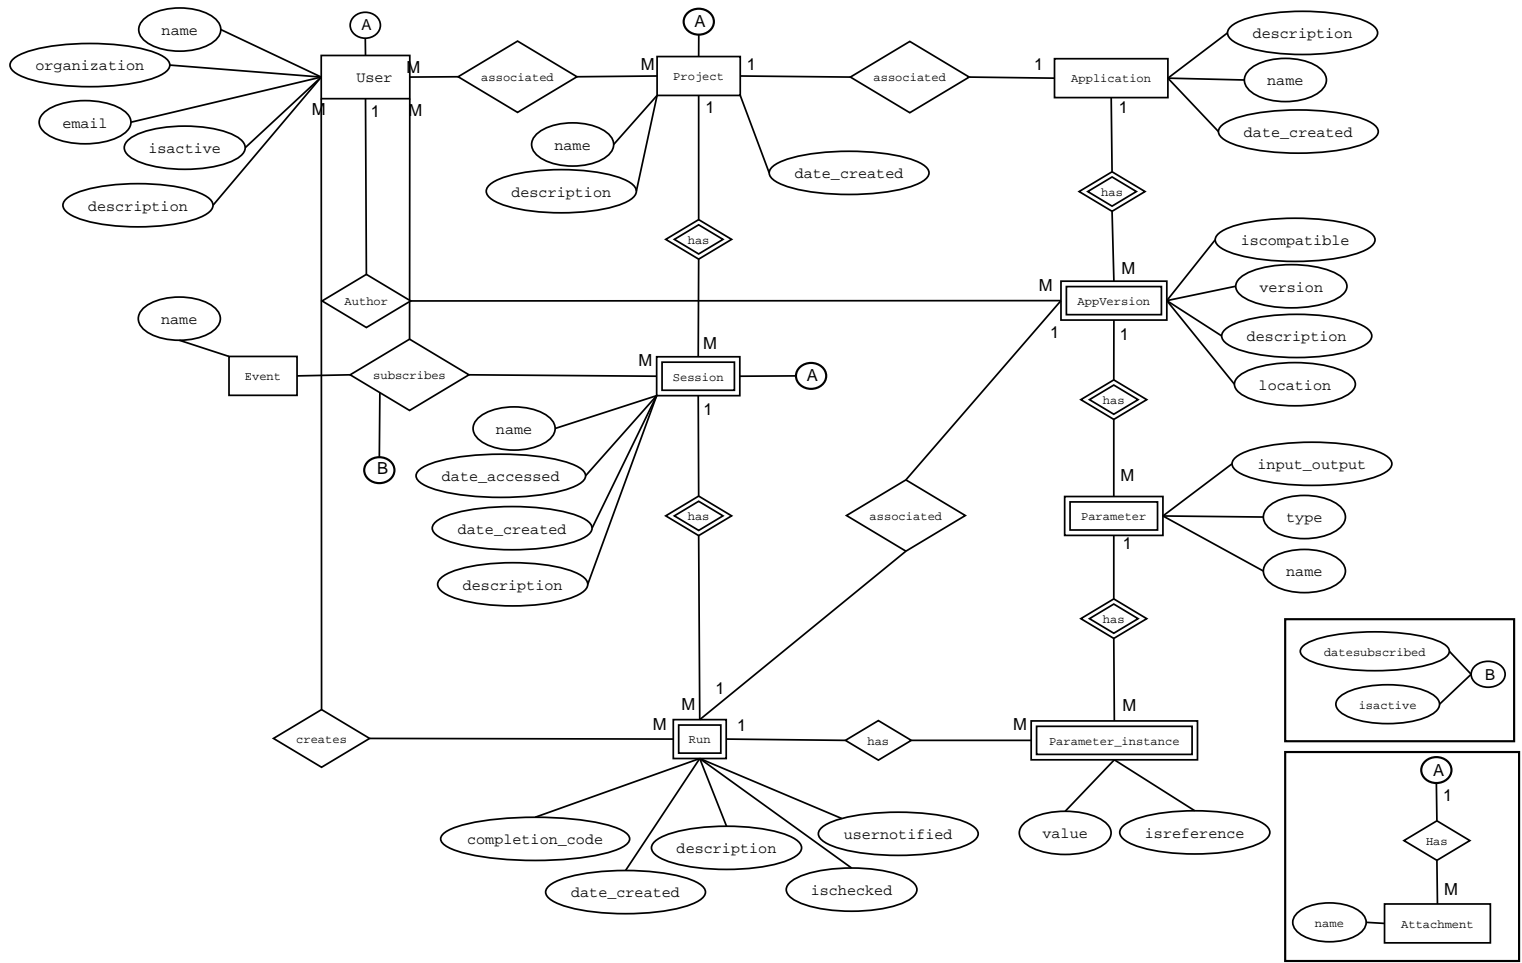 name
A
A
description
organization
User
M
associated
M
Project
1
associated
1
Application
name
email
M
1
M
1
1
date_created
isactive
name
date_created
description
description
has
has
iscompatible
M
M
version
name
Author
AppVersion
1
1
description
M
M
Event
subscribes
Session
A
location
1
has
name
B
date_accessed
M
input_output
date_created
has
associated
Parameter
type
1
description
name
has
datesubscribed
B
1
M
M
isactive
M
1
M
creates
Run
has
Parameter_instance
A
1
completion_code
description
usernotified
value
isreference
Has
date_created
ischecked
M
name
Attachment